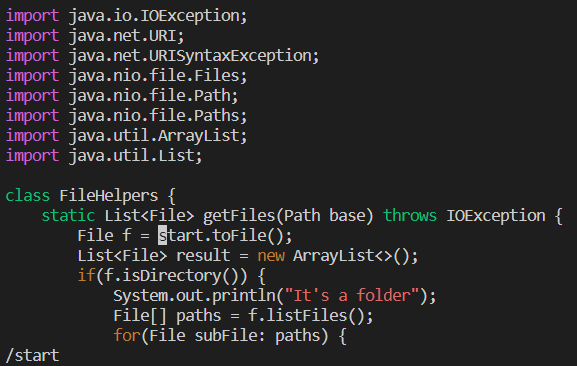 import java.io.IOException;
import java.net.URI;
import java.net.URISyntaxException;
import java.nio.file.Files;
import java.nio.file.Path;
import java.nio.file.Paths;
import java.util.ArrayList;
import java.util.List;

class FileHelpers {
    static List<File> getFiles(Path base) throws IOException {
        File f = start.toFile();
        List<File> result = new ArrayList<>();
        if(f.isDirectory()) {
            System.out.println("It's a folder");
            File[] paths = f.listFiles();
            for(File subFile: paths) {
/start